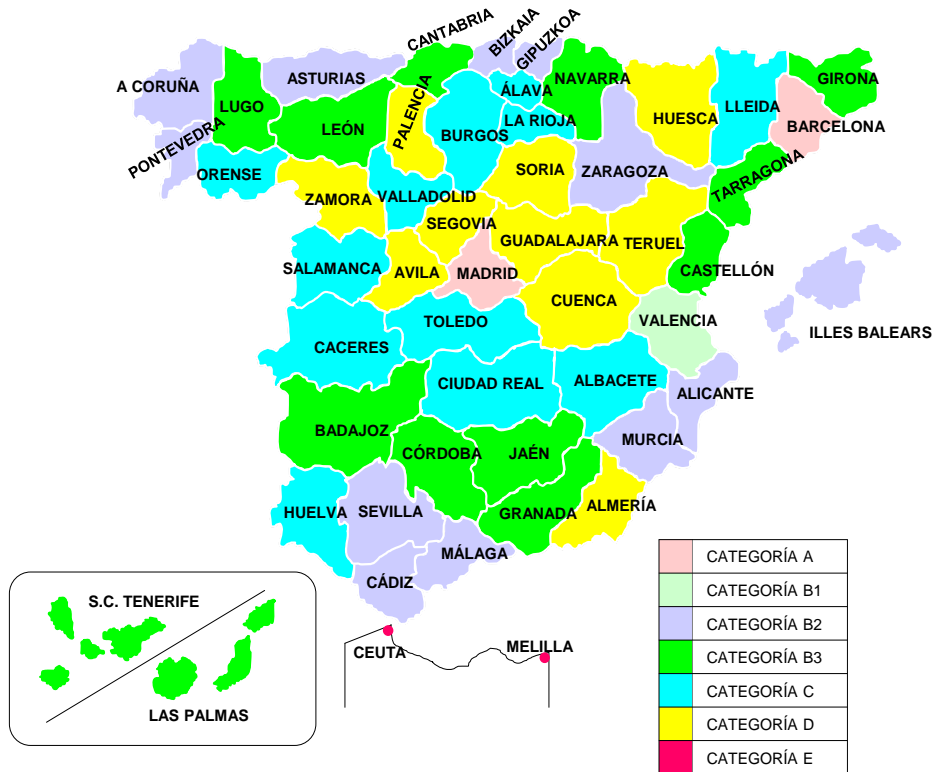 CANTABRIA
BIZKAIA
GIPUZKOA
A CORUÑA
ASTURIAS
LUGO
LEÓN
PALENCIA
BURGOS
ÁLAVA
NAVARRA
LA RIOJA
HUESCA
LLEIDA
GIRONA
BARCELONA
PONTEVEDRA
ORENSE
ZAMORA
VALLADOLID
SORIA
ZARAGOZA
TARRAGONA
SEGOVIA
GUADALAJARA
TERUEL
SALAMANCA
AVILA
MADRID
CASTELLÓN
CUENCA
TOLEDO
VALENCIA
ILLES BALEARS
CACERES
CIUDAD REAL
ALBACETE
ALICANTE
BADAJOZ
CÓRDOBA
JAÉN
MURCIA
HUELVA
SEVILLA
GRANADA
ALMERÍA
MÁLAGA
CÁDIZ
S.C. TENERIFE
LAS PALMAS
CEUTA
MELILLA
CATEGORÍA A
CATEGORÍA B1
CATEGORÍA B2
CATEGORÍA B3
CATEGORÍA C
CATEGORÍA D
CATEGORÍA E